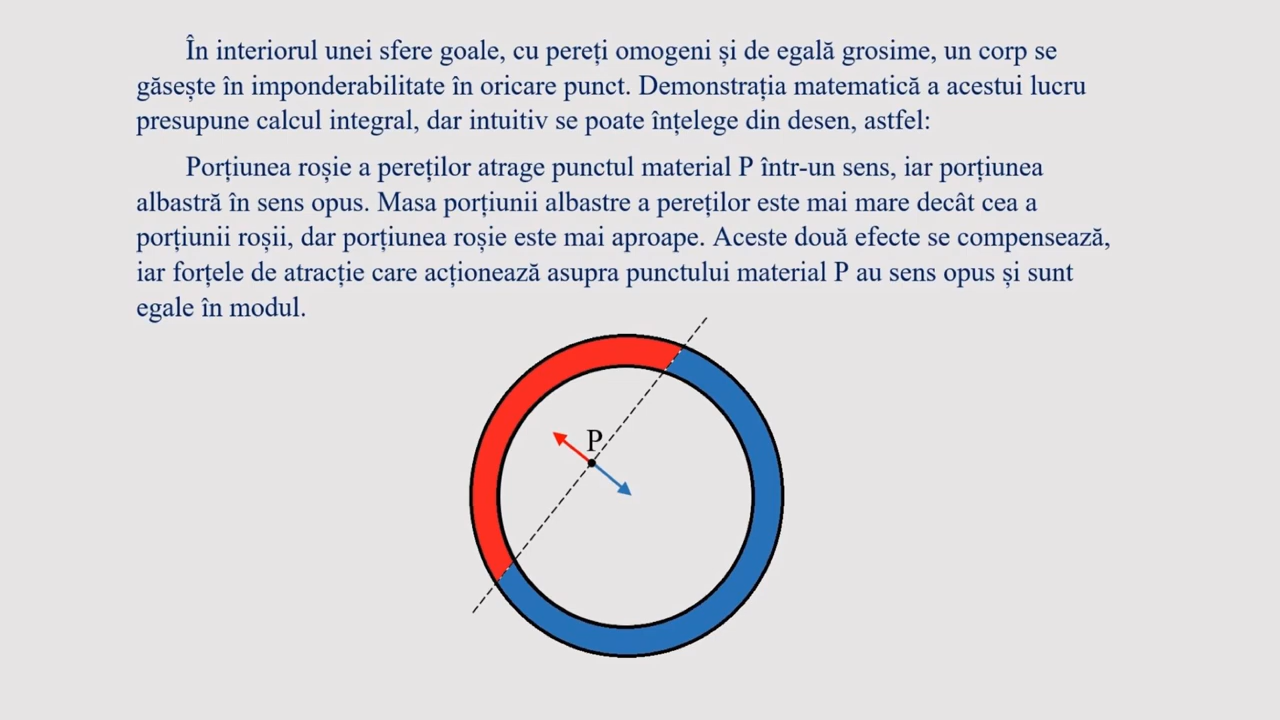 În interiorul unei sfere goale, cu pereți omogeni și de egală grosime, un corp se
găsește în imponderabilitate în oricare punct. Demonstrația matematică a acestui lucru
presupune calcul integral, dar intuitiv se poate înțelege din desen, astfel:
Porțiunea roșie a pereților atrage punctul material P într-un sens, iar porțiunea
albastră în sens opus. Masa porțiunii albastre a pereților este mai mare decât cea a
porțiunii roșii, dar porțiunea roșie este mai aproape. Aceste două efecte se compensează,
iar forțele de atracție care acționează asupra punctului material P au sens opus și sunt
egale în modul.
P